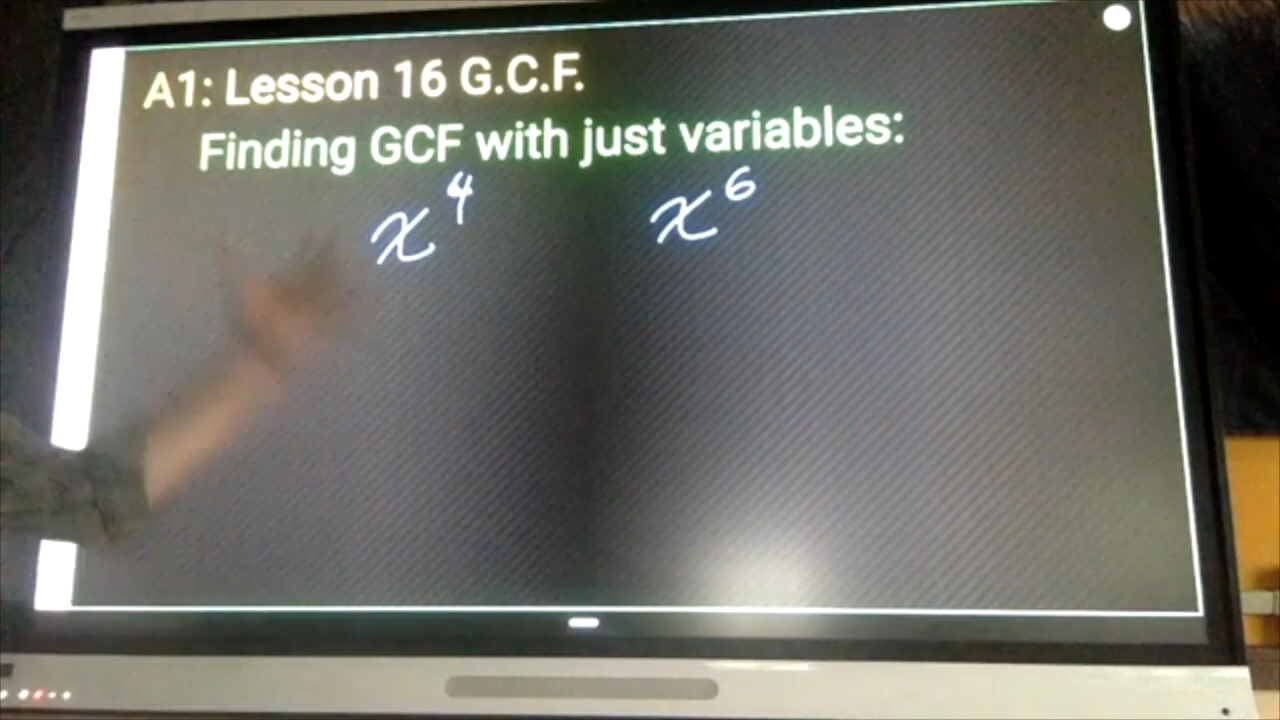 A1: Lesson 16 G.C.F.
Finding GCF with just variables:
x⁴ x⁶